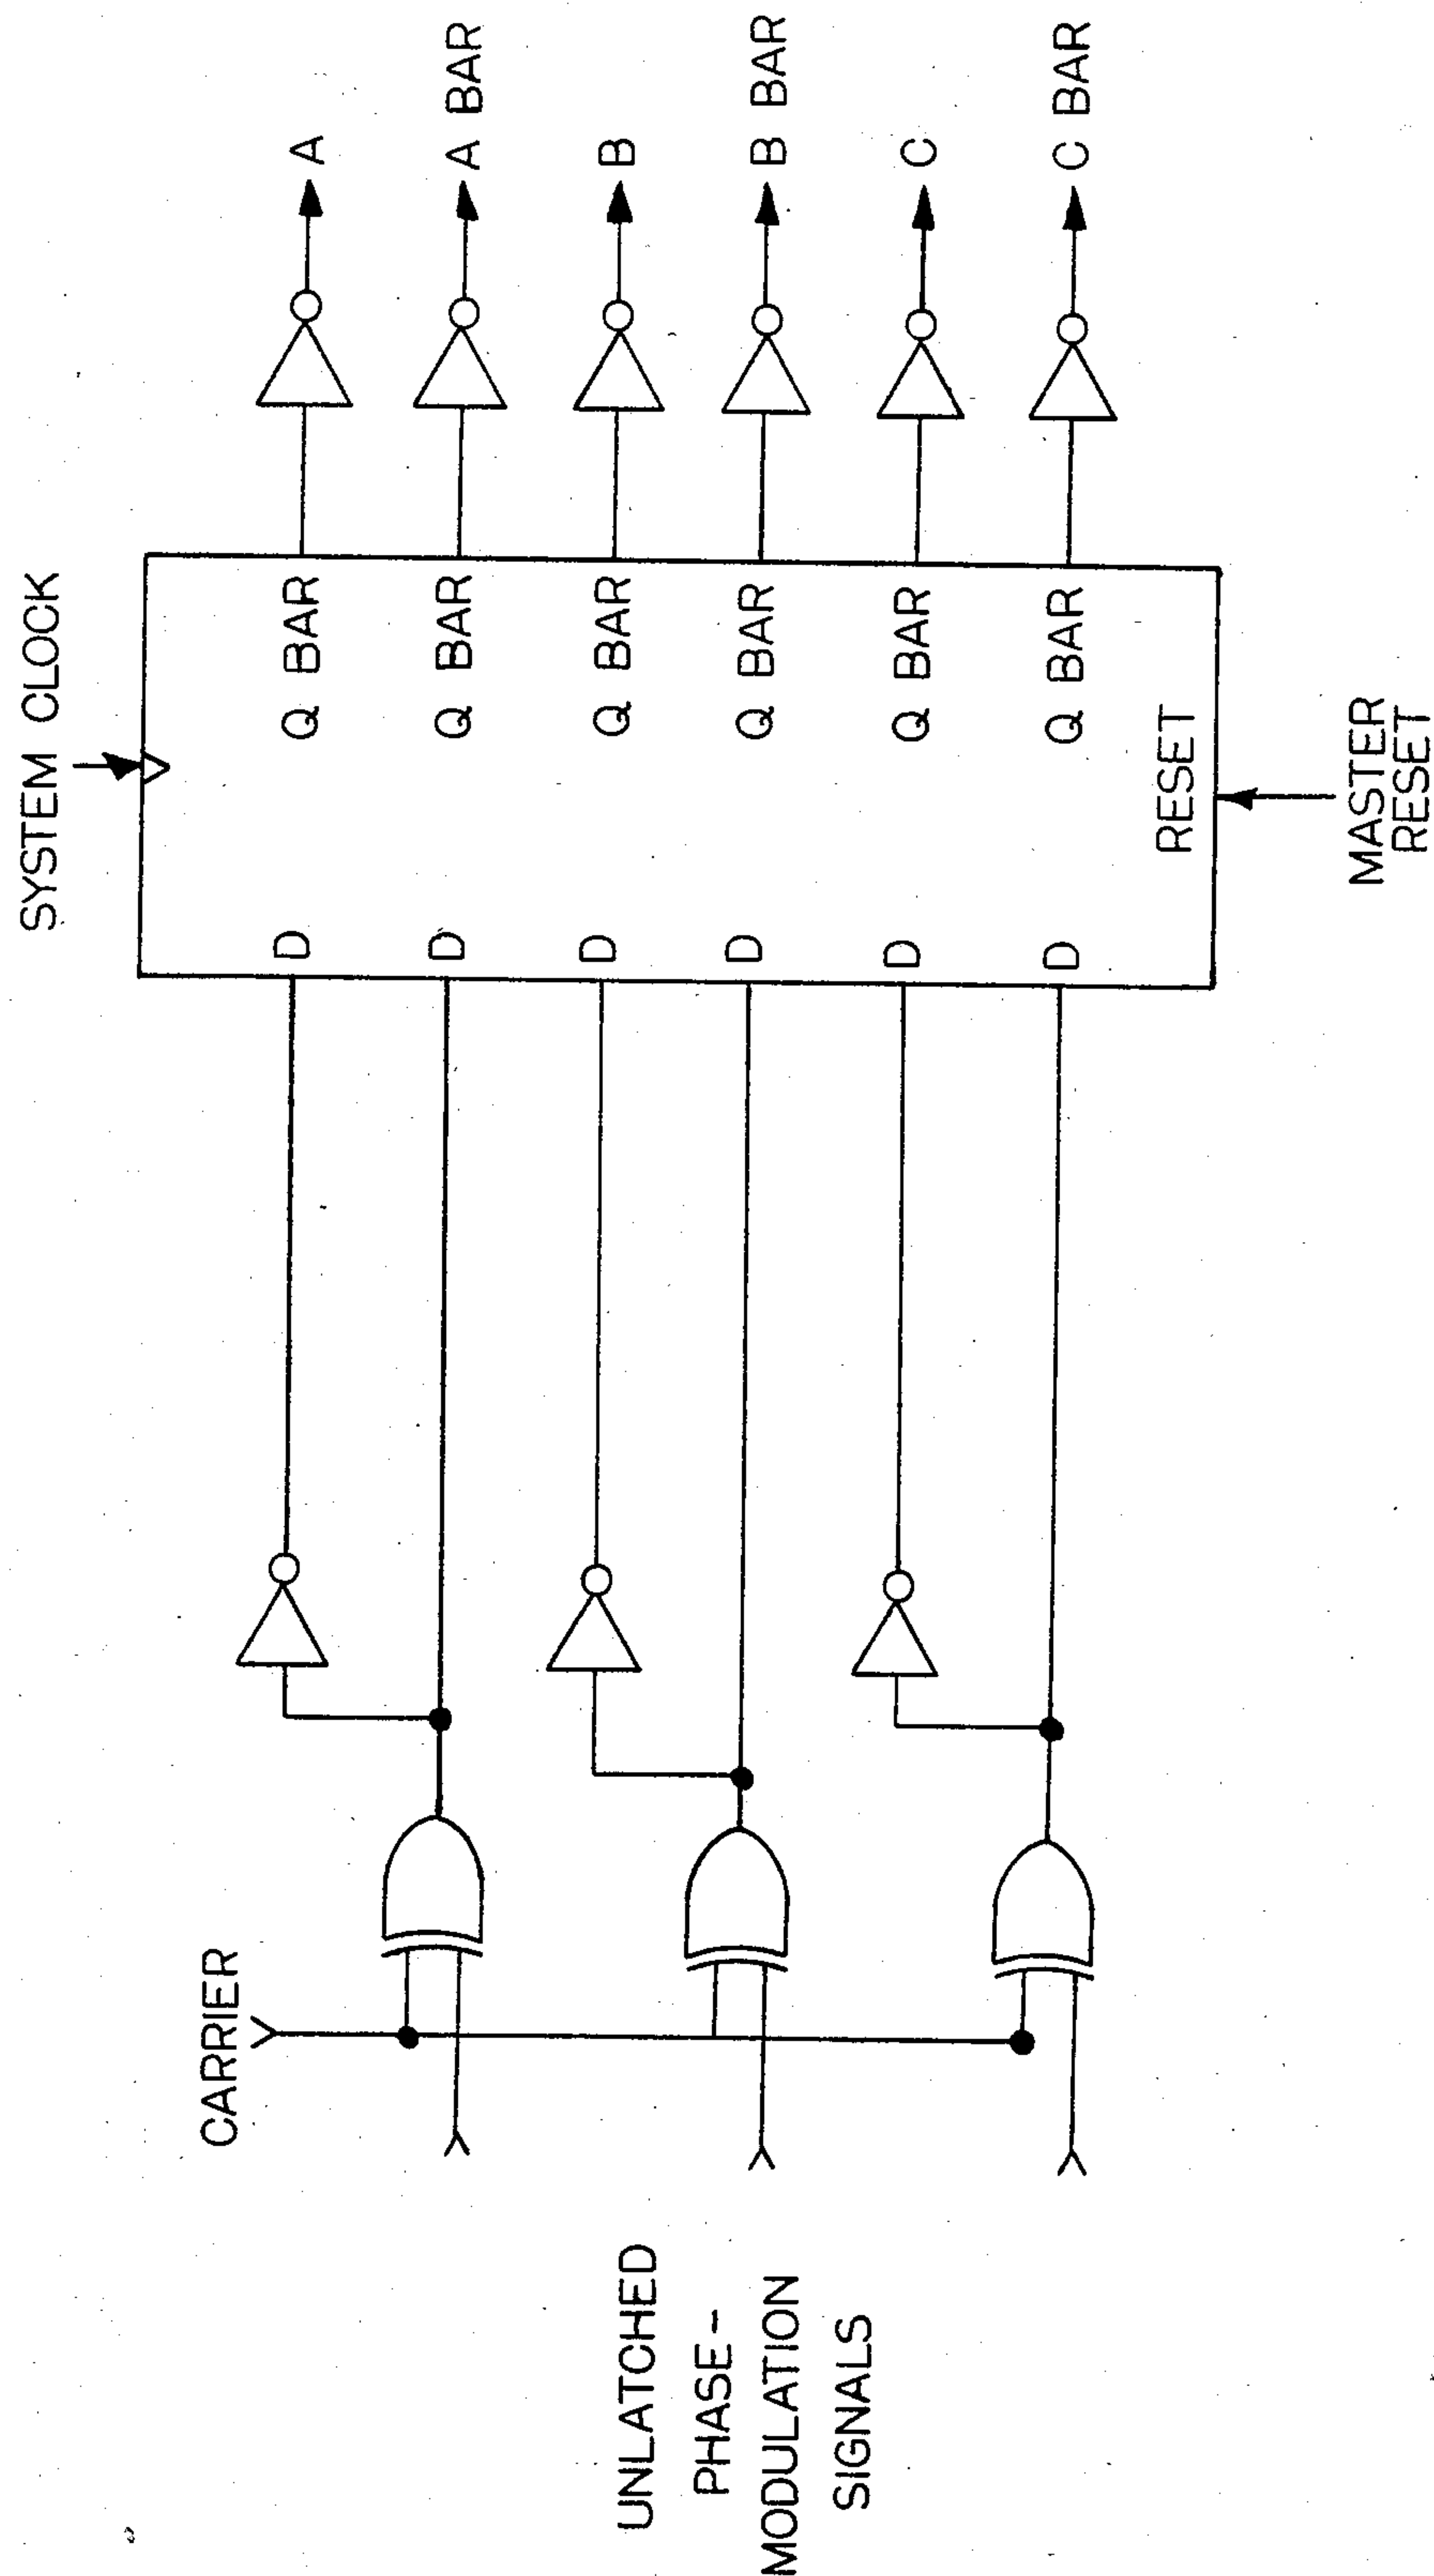 SYSTEM CLOCK
CARRIER
D
Q BAR
A
D
Q BAR
A BAR
D
Q BAR
B
D
Q BAR
B BAR
D
Q BAR
C
D
Q BAR
C BAR
RESET
MASTER
RESET
UNLATCHED
PHASE-
MODULATION
SIGNALS